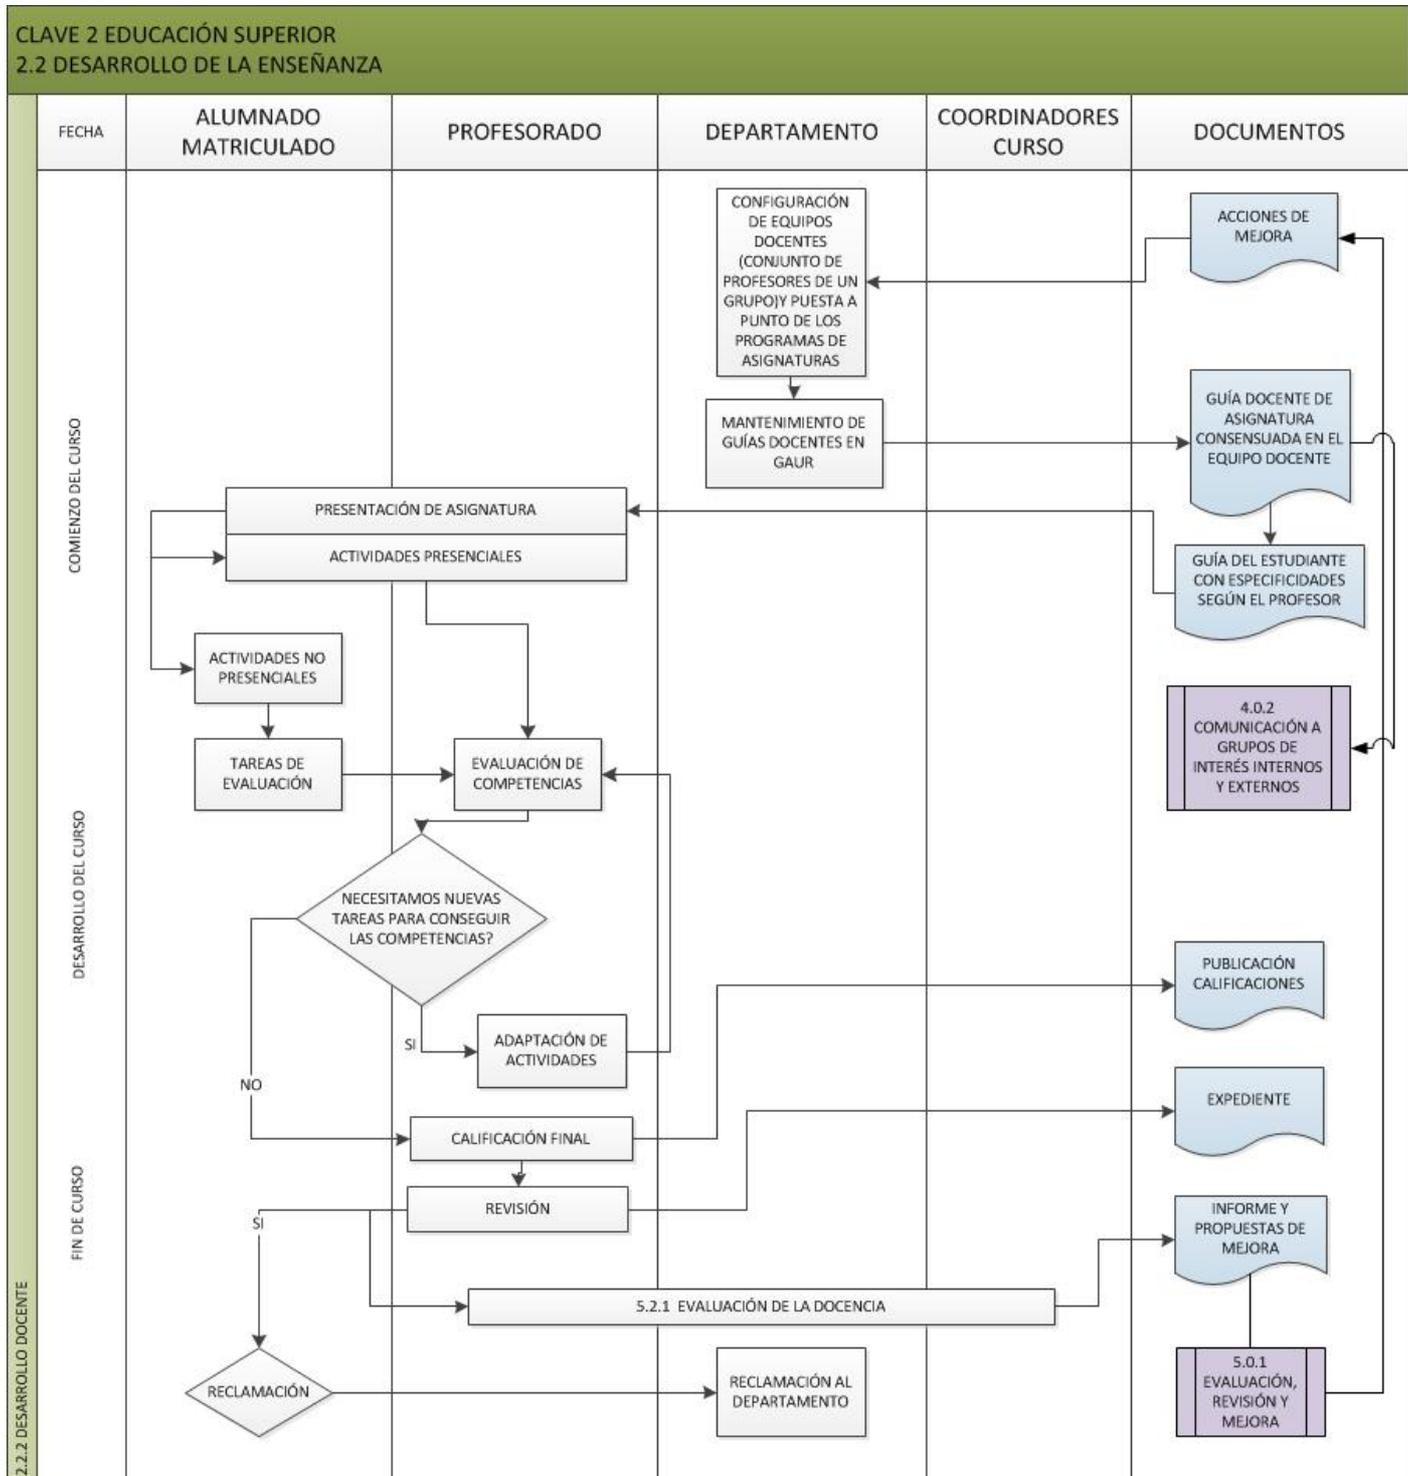 CLAVE 2 EDUCACIÓN SUPERIOR
2.2 DESARROLLO DE LA ENSEÑANZA
FECHA
ALUMNADO
MATRICULADO
PROFESORADO
DEPARTAMENTO
COORDINADORES
CURSO
DOCUMENTOS
CONFIGURACIÓN
DE EQUIPOS
DOCENTES
(CONJUNTO DE
PROFESORES DE UN
GRUPO)Y PUESTA A
PUNTO DE LOS
PROGRAMAS DE
ASIGNATURAS
ACCIONES DE
MEJORA
COMIENZO DEL CURSO
MANTENIMIENTO DE
GUÍAS DOCENTES EN
GAUR
GUÍA DOCENTE DE
ASIGNATURA
CONSENSUADA EN EL
EQUIPO DOCENTE
PRESENTACIÓN DE ASIGNATURA
ACTIVIDADES PRESENCIALES
GUÍA DEL ESTUDIANTE
CON ESPECIFICIDADES
SEGÚN EL PROFESOR
ACTIVIDADES NO
PRESENCIALES
4.0.2
COMUNICACIÓN A
GRUPOS DE
INTERÉS INTERNOS
Y EXTERNOS
TAREAS DE
EVALUACIÓN
EVALUACIÓN DE
COMPETENCIAS
DESARROLLO DEL CURSO
NECESITAMOS NUEVAS
TAREAS PARA CONSEGUIR
LAS COMPETENCIAS?
PUBLICACIÓN
CALIFICACIONES
SI
ADAPTACIÓN DE
ACTIVIDADES
NO
EXPEDIENTE
CALIFICACIÓN FINAL
FIN DE CURSO
REVISIÓN
SI
INFORME Y
PROPUESTAS DE
MEJORA
5.2.1 EVALUACIÓN DE LA DOCENCIA
RECLAMACIÓN
RECLAMACIÓN AL
DEPARTAMENTO
5.0.1
EVALUACIÓN,
REVISIÓN Y
MEJORA
2.2.2 DESARROLLO DOCENTE